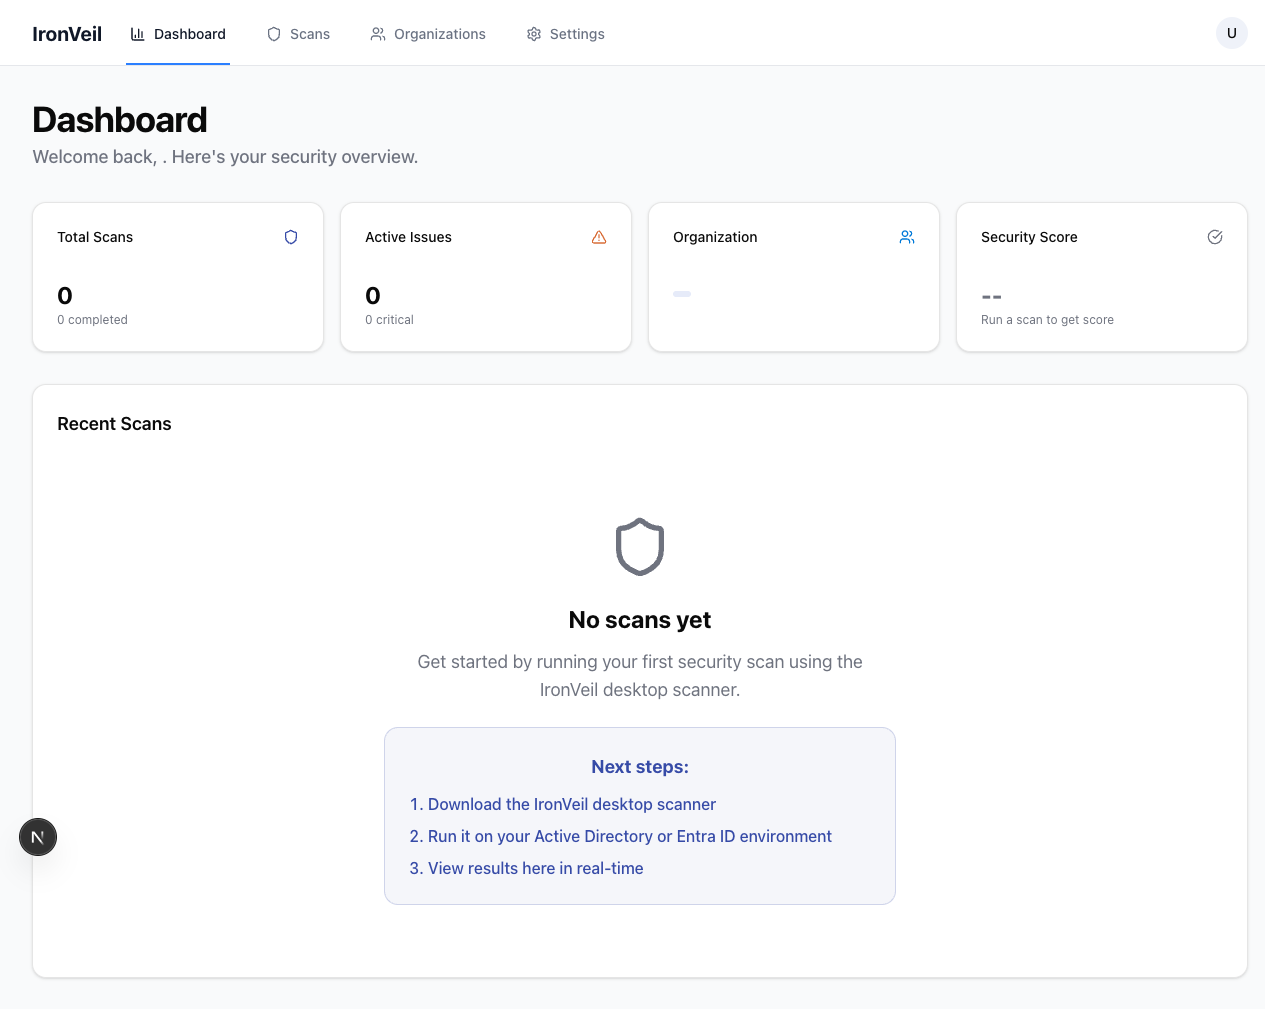 IronVeil
Dashboard
Scans
Organizations
Settings
U
Dashboard
Welcome back, . Here's your security overview.
Total Scans
0
0 completed
Active Issues
0
0 critical
Organization
Security Score
--
Run a scan to get score
Recent Scans
No scans yet
Get started by running your first security scan using the
IronVeil desktop scanner.
Next steps:
1. Download the IronVeil desktop scanner
2. Run it on your Active Directory or Entra ID environment
3. View results here in real-time
N